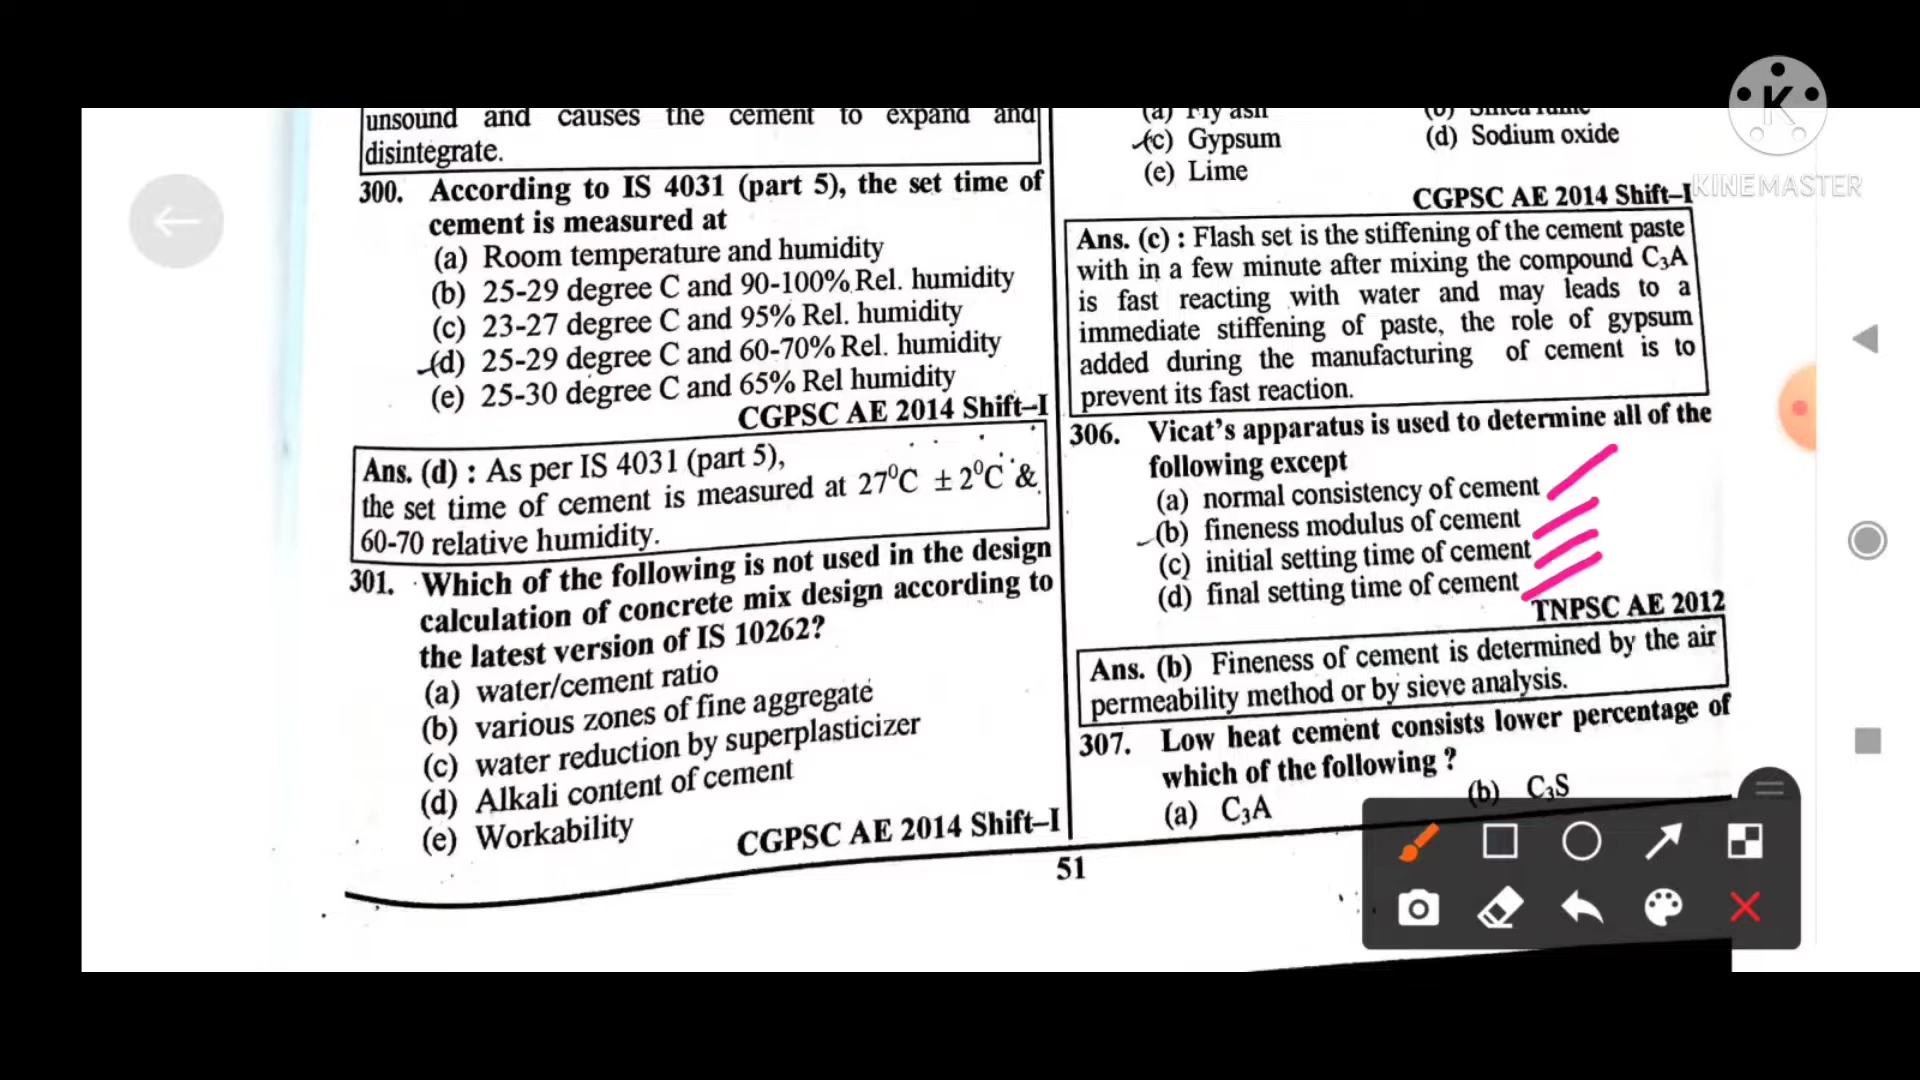 unsound and causes the cement to expand and
disintegrate.
300. According to IS 4031 (part 5), the set time of
cement is measured at
(a) Room temperature and humidity
(b) 25-29 degree C and 90-100% Rel. humidity
(c) 23-27 degree C and 95% Rel. humidity
(d) 25-29 degree C and 60-70% Rel. humidity
(e) 25-30 degree C and 65% Rel humidity
CGPSC AE 2014 Shift–I
Ans. (d) : As per IS 4031 (part 5),
the set time of cement is measured at 27⁰C ± 2⁰C &
60-70 relative humidity.
301. Which of the following is not used in the design
calculation of concrete mix design according to
the latest version of IS 10262?
(a) water/cement ratio
(b) various zones of fine aggregate
(c) water reduction by superplasticizer
(d) Alkali content of cement
(e) Workability
CGPSC AE 2014 Shift–I
(a) Fly ash (b) Silica fume
(c) Gypsum (d) Sodium oxide
(e) Lime
CGPSC AE 2014 Shift–I
Ans. (c) : Flash set is the stiffening of the cement paste
with in a few minute after mixing the compound C₃A
is fast reacting with water and may leads to a
immediate stiffening of paste, the role of gypsum
added during the manufacturing of cement is to
prevent its fast reaction.
306. Vicat's apparatus is used to determine all of the
following except
(a) normal consistency of cement
(b) fineness modulus of cement
(c) initial setting time of cement
(d) final setting time of cement
TNPSC AE 2012
Ans. (b) Fineness of cement is determined by the air
permeability method or by sieve analysis.
307. Low heat cement consists lower percentage of
which of the following ?
(a) C₃A (b) C₃S
51
K
KINEMASTER